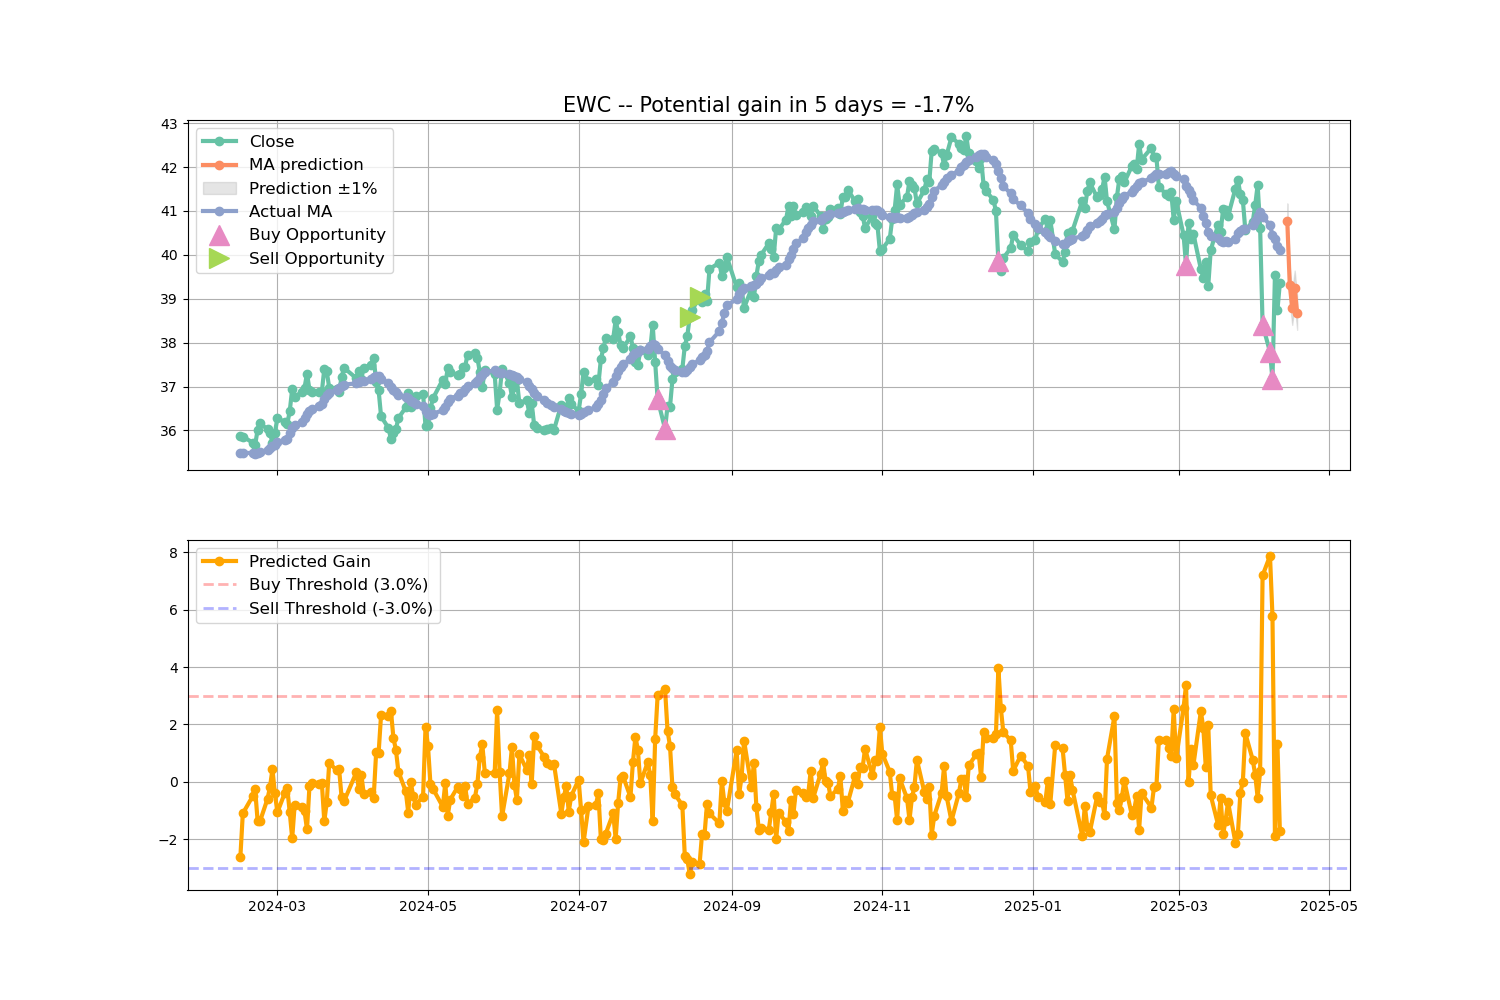 EWC -- Potential gain in 5 days = -1.7%
43
42
41
40
39
38
37
36
Close
MA prediction
Prediction ±1%
Actual MA
Buy Opportunity
Sell Opportunity
8
6
4
2
0
−2
Predicted Gain
Buy Threshold (3.0%)
Sell Threshold (-3.0%)
2024-03
2024-05
2024-07
2024-09
2024-11
2025-01
2025-03
2025-05